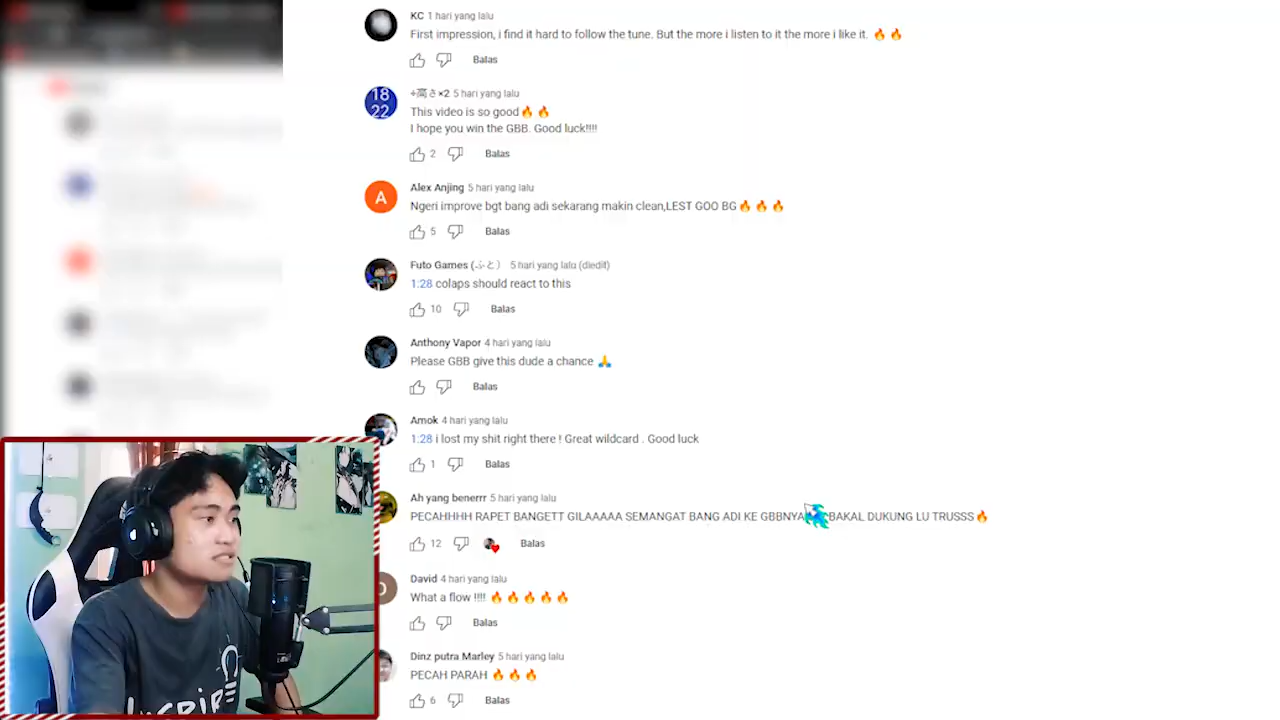 KC 1 hari yang lalu
First impression, i find it hard to follow the tune. But the more i listen to it the more i like it. 🔥 🔥
Balas
18
22
÷高さ×2 5 hari yang lalu
This video is so good🔥 🔥
I hope you win the GBB. Good luck!!!!
2 Balas
A
Alex Anjing 5 hari yang lalu
Ngeri improve bgt bang adi sekarang makin clean,LEST GOO BG🔥 🔥 🔥
5 Balas
Futo Games (ふと) 5 hari yang lalu (diedit)
1:28 colaps should react to this
10 Balas
Anthony Vapor 4 hari yang lalu
Please GBB give this dude a chance 🙏
Balas
Amok 4 hari yang lalu
1:28 i lost my shit right there ! Great wildcard . Good luck
1 Balas
Ah yang benerrr 5 hari yang lalu
PECAHHHH RAPET BANGETT GILAAAAA SEMANGAT BANG ADI KE GBBNYA BAKAL DUKUNG LU TRUSSS🔥
12 Balas
David 4 hari yang lalu
What a flow !!!! 🔥 🔥 🔥 🔥 🔥
Balas
Dinz putra Marley 5 hari yang lalu
PECAH PARAH 🔥 🔥 🔥
6 Balas